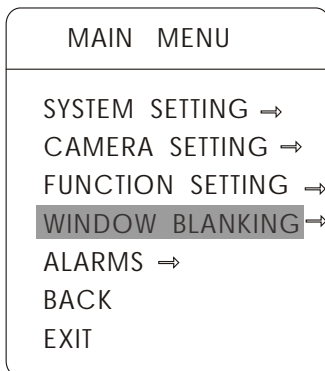 MAIN MENU
SYSTEM SETTING ⇒
CAMERA SETTING ⇒
FUNCTION SETTING ⇒
WINDOW BLANKING ⇒
ALARMS ⇒
BACK
EXIT